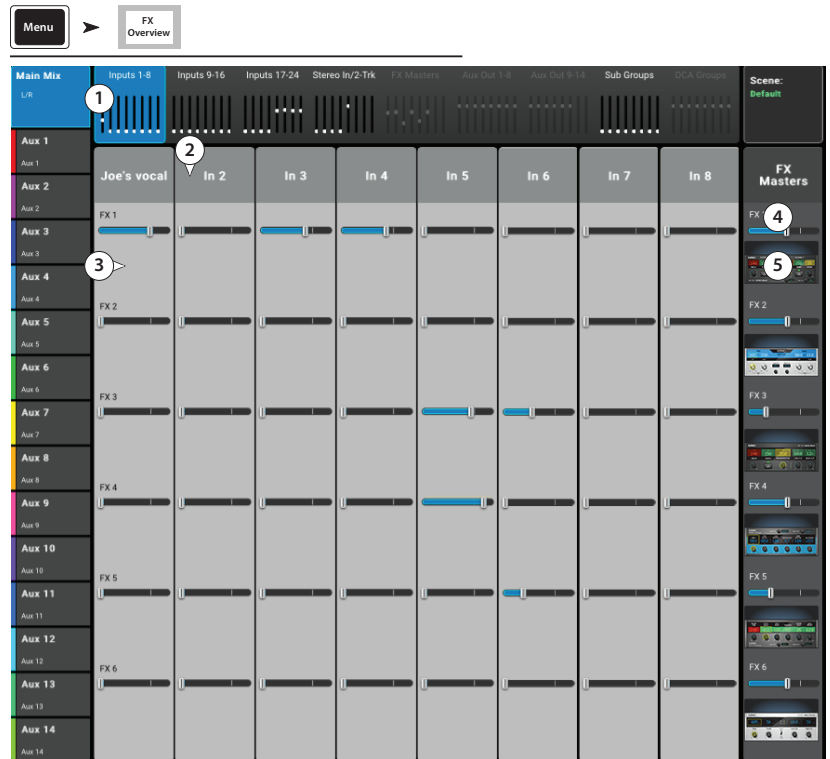 Menu
FX
Overview
Main Mix
L/R
Inputs 1-8
Inputs 9-16
Inputs 17-24
Stereo In/2-Trk
FX Masters
Aux Out 1-8
Aux Out 9-14
Sub Groups
DCA Groups
Scene:
Default
1
2
Joe's vocal
In 2
In 3
In 4
In 5
In 6
In 7
In 8
FX
Masters
Aux 1
Aux 1
Aux 2
Aux 2
Aux 3
Aux 3
Aux 4
Aux 4
Aux 5
Aux 5
Aux 6
Aux 6
Aux 7
Aux 7
Aux 8
Aux 8
Aux 9
Aux 9
Aux 10
Aux 10
Aux 11
Aux 11
Aux 12
Aux 12
Aux 13
Aux 13
Aux 14
Aux 14
FX 1
3
FX 2
FX 3
FX 4
FX 5
FX 6
FX
4
5
FX 2
FX 3
FX 4
FX 5
FX 6